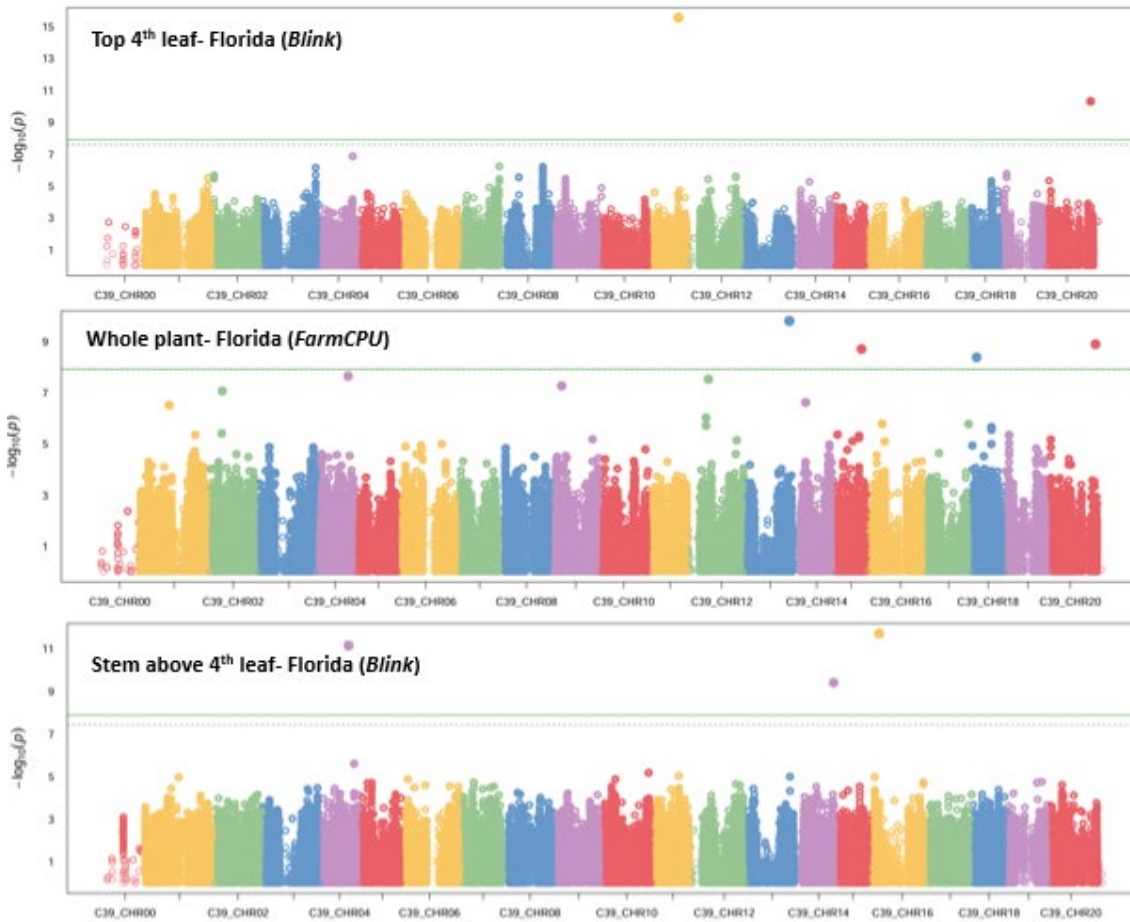 15
Top 4th leaf- Florida (Blink)
13
11
9
−log10(p)
7
5
3
1
C39_CHR00 C39_CHR02 C39_CHR04 C39_CHR06 C39_CHR08 C39_CHR10 C39_CHR12 C39_CHR14 C39_CHR16 C39_CHR18 C39_CHR20
Whole plant- Florida (FarmCPU)
9
7
−log10(p)
5
3
1
C39_CHR00 C39_CHR02 C39_CHR04 C39_CHR06 C39_CHR08 C39_CHR10 C39_CHR12 C39_CHR14 C39_CHR16 C39_CHR18 C39_CHR20
11
Stem above 4th leaf- Florida (Blink)
9
7
−log10(p)
5
3
1
C39_CHR00 C39_CHR02 C39_CHR04 C39_CHR06 C39_CHR08 C39_CHR10 C39_CHR12 C39_CHR14 C39_CHR16 C39_CHR18 C39_CHR20